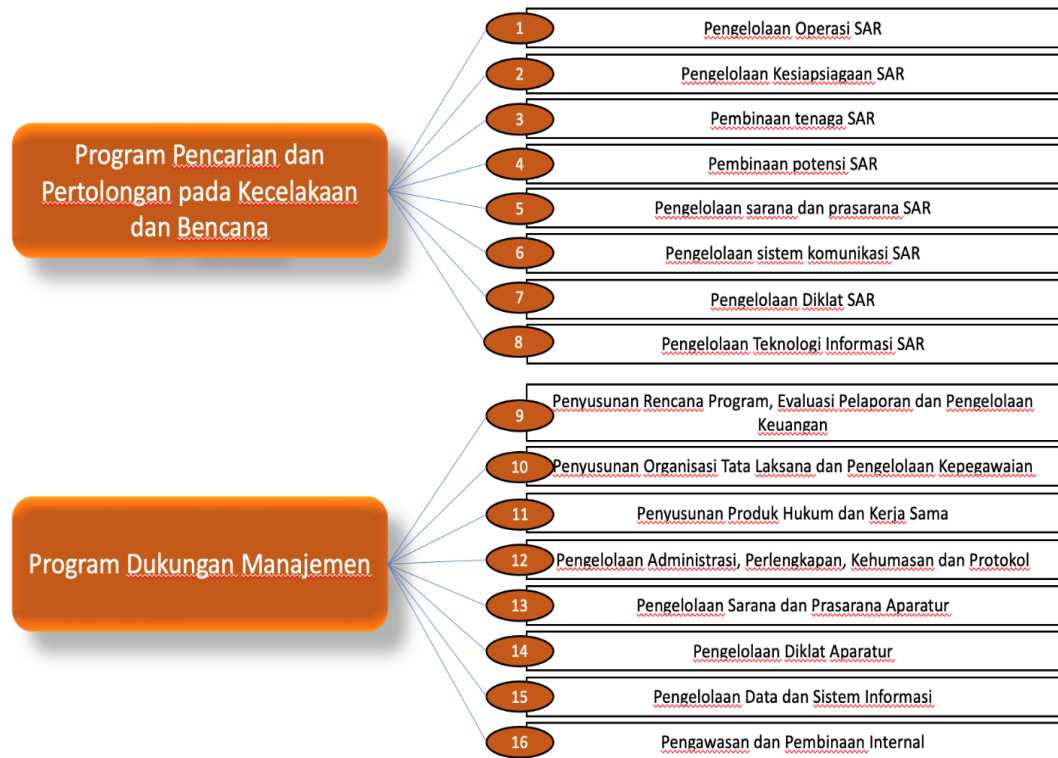 Program Pencarian dan
Pertolongan pada Kecelakaan
dan Bencana
1 Pengelolaan Operasi SAR
2 Pengelolaan Kesiapsiagaan SAR
3 Pembinaan tenaga SAR
4 Pembinaan potensi SAR
5 Pengelolaan sarana dan prasarana SAR
6 Pengelolaan sistem komunikasi SAR
7 Pengelolaan Diklat SAR
8 Pengelolaan Teknologi Informasi SAR
Program Dukungan Manajemen
9 Penyusunan Rencana Program, Evaluasi Pelaporan dan Pengelolaan
Keuangan
10 Penyusunan Organisasi Tata Laksana dan Pengelolaan Kepegawaian
11 Penyusunan Produk Hukum dan Kerja Sama
12 Pengelolaan Administrasi, Perlengkapan, Kehumasan dan Protokol
13 Pengelolaan Sarana dan Prasarana Aparatur
14 Pengelolaan Diklat Aparatur
15 Pengelolaan Data dan Sistem Informasi
16 Pengawasan dan Pembinaan Internal